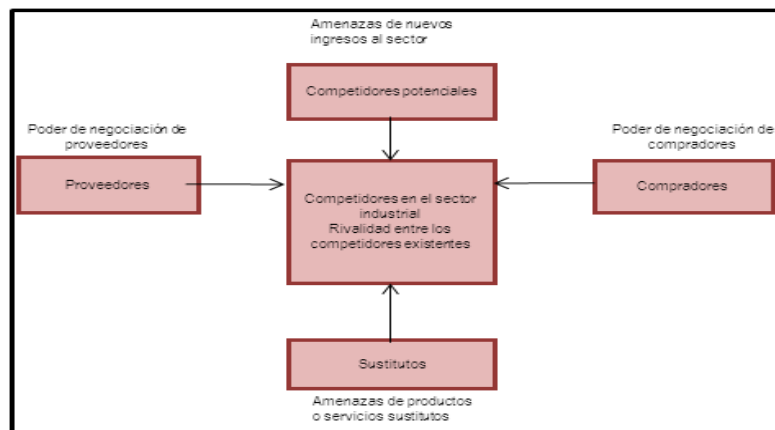 Amenazas de nuevos
ingresos al sector
Competidores potenciales
Poder de negociación de
proveedores
Proveedores
Competidores en el sector
industrial
Rivalidad entre los
competidores existentes
Poder de negociación de
compradores
Compradores
Sustitutos
Amenazas de productos
o servicios sustitutos